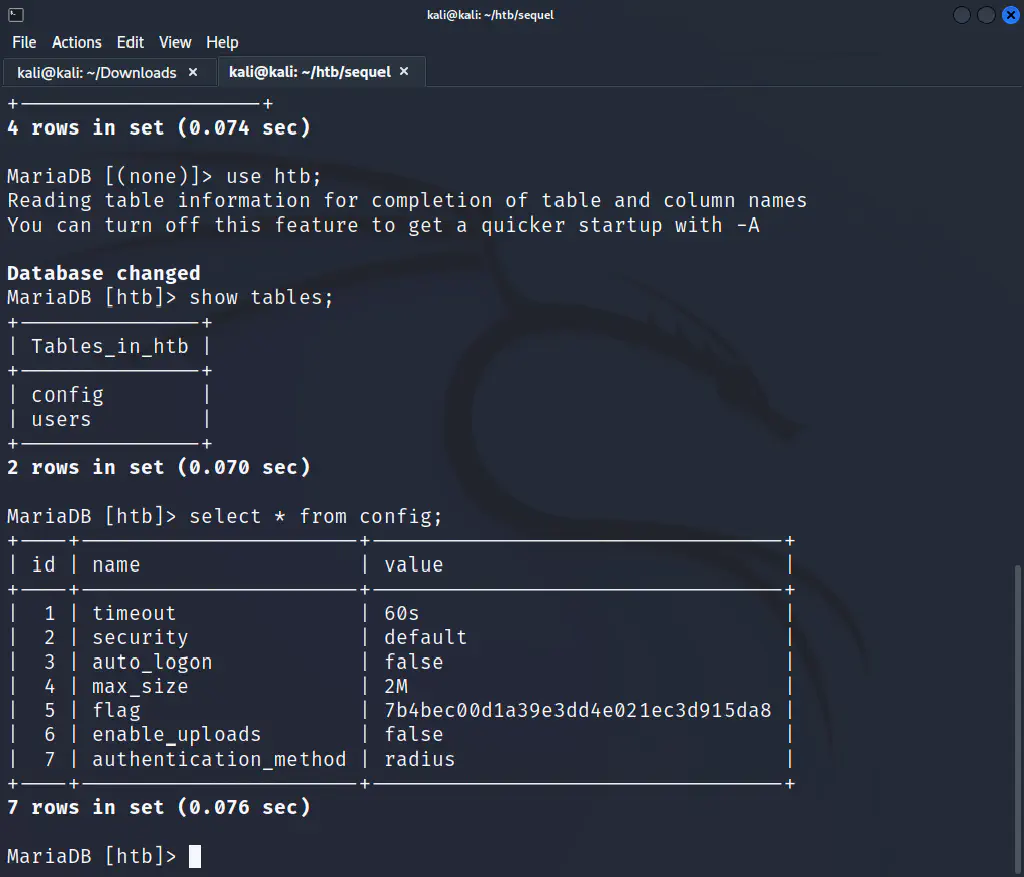 kali@kali: ~/htb/sequel
File Actions Edit View Help
kali@kali: ~/Downloads × kali@kali: ~/htb/sequel ×
+--------------------+
4 rows in set (0.074 sec)
MariaDB [(none)]> use htb;
Reading table information for completion of table and column names
You can turn off this feature to get a quicker startup with -A
Database changed
MariaDB [htb]> show tables;
+---------------+
| Tables_in_htb |
+---------------+
| config        |
| users         |
+---------------+
2 rows in set (0.070 sec)
MariaDB [htb]> select * from config;
+----+-----------------------+----------------------------------+
| id | name                  | value                            |
+----+-----------------------+----------------------------------+
|  1 | timeout               | 60s                              |
|  2 | security              | default                          |
|  3 | auto_logon            | false                            |
|  4 | max_size              | 2M                               |
|  5 | flag                  | 7b4bec00d1a39e3dd4e021ec3d915da8 |
|  6 | enable_uploads        | false                            |
|  7 | authentication_method | radius                           |
+----+-----------------------+----------------------------------+
7 rows in set (0.076 sec)
MariaDB [htb]>